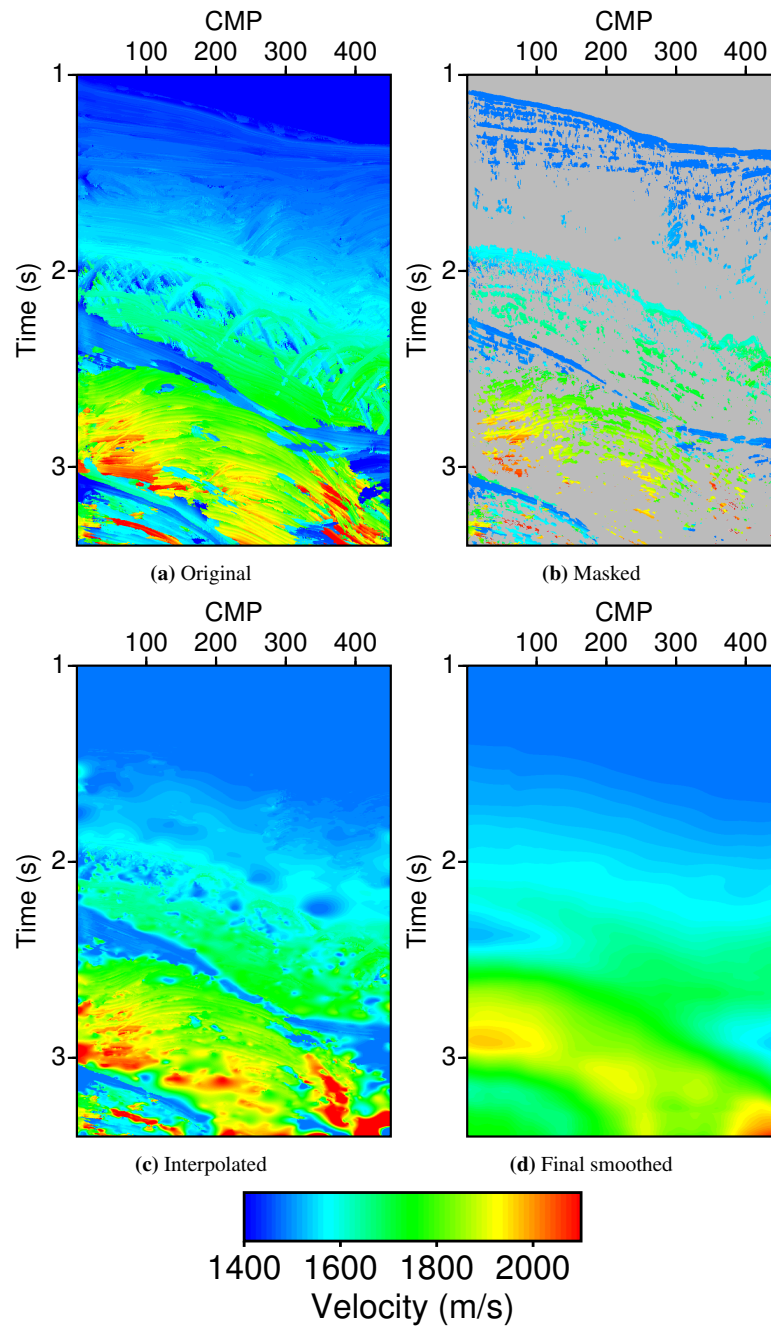 CMP
100 200 300 400
1
2
3
Time (s)
(a) Original
CMP
100 200 300 400
1
2
3
Time (s)
(b) Masked
CMP
100 200 300 400
1
2
3
Time (s)
(c) Interpolated
CMP
100 200 300 400
1
2
3
Time (s)
(d) Final smoothed
1400 1600 1800 2000
Velocity (m/s)